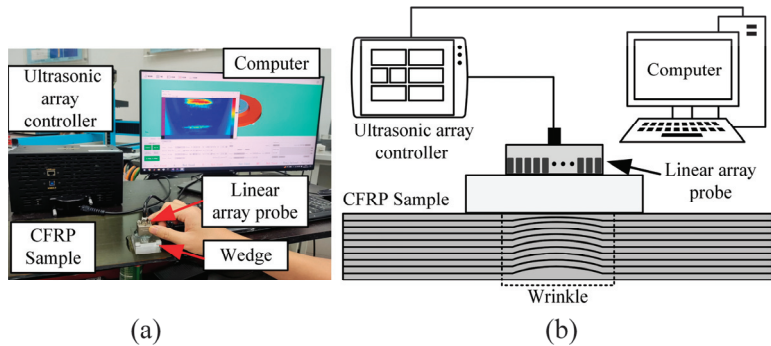 Computer
Ultrasonic
array
controller
Linear
array probe
CFRP
Sample
Wedge
(a)
Computer
Ultrasonic array
controller
Linear array
probe
CFRP Sample
Wrinkle
(b)